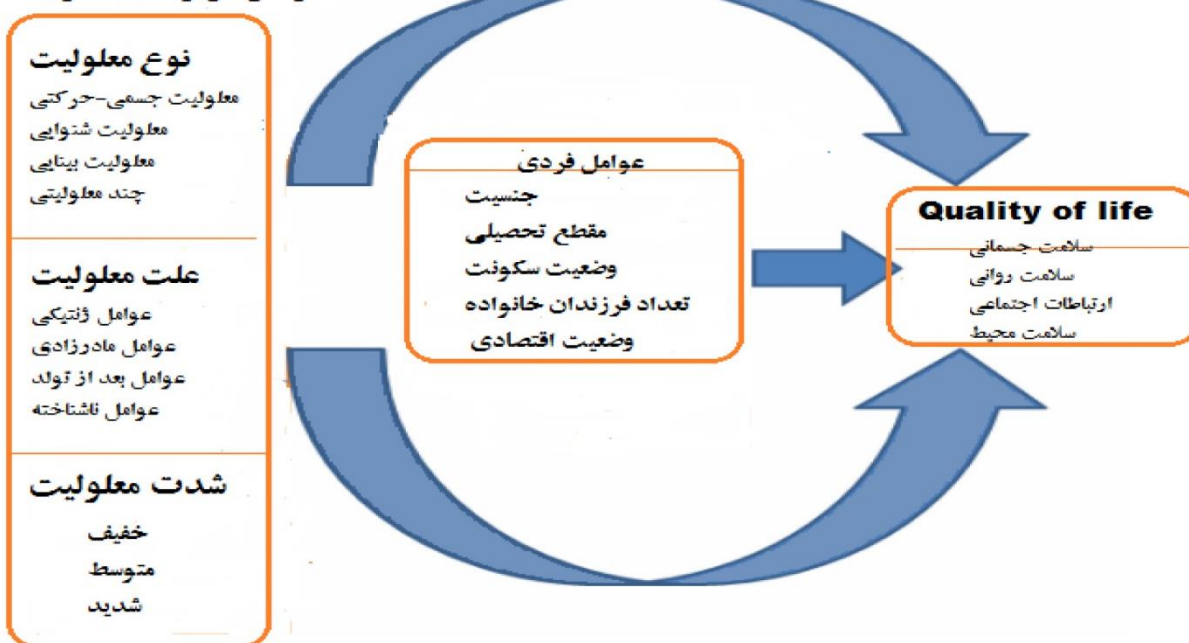 نوع معلولیت
معلولیت جسمی-حرکتی
معلولیت شنوایی
معلولیت بینایی
چند معلولیتی
علت معلولیت
عوامل ژنتیکی
عوامل مادرزادی
عوامل بعد از تولد
عوامل ناشناخته
شدت معلولیت
خفیف
متوسط
شدید
عوامل فردی
جنسیت
مقطع تحصیلی
وضعیت سکونت
تعداد فرزندان خانواده
وضعیت اقتصادی
Quality of life
سلامت جسمانی
سلامت روانی
ارتباطات اجتماعی
سلامت محیط